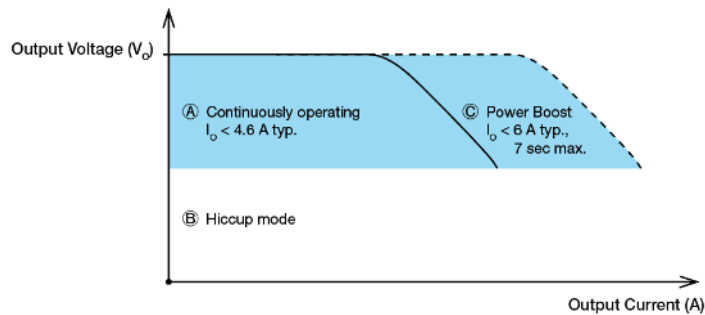 Output Voltage (Vo)
Ⓐ Continuously operating
Io < 4.6 A typ.
Ⓒ Power Boost
Io < 6 A typ.,
7 sec max.
Ⓑ Hiccup mode
Output Current (A)